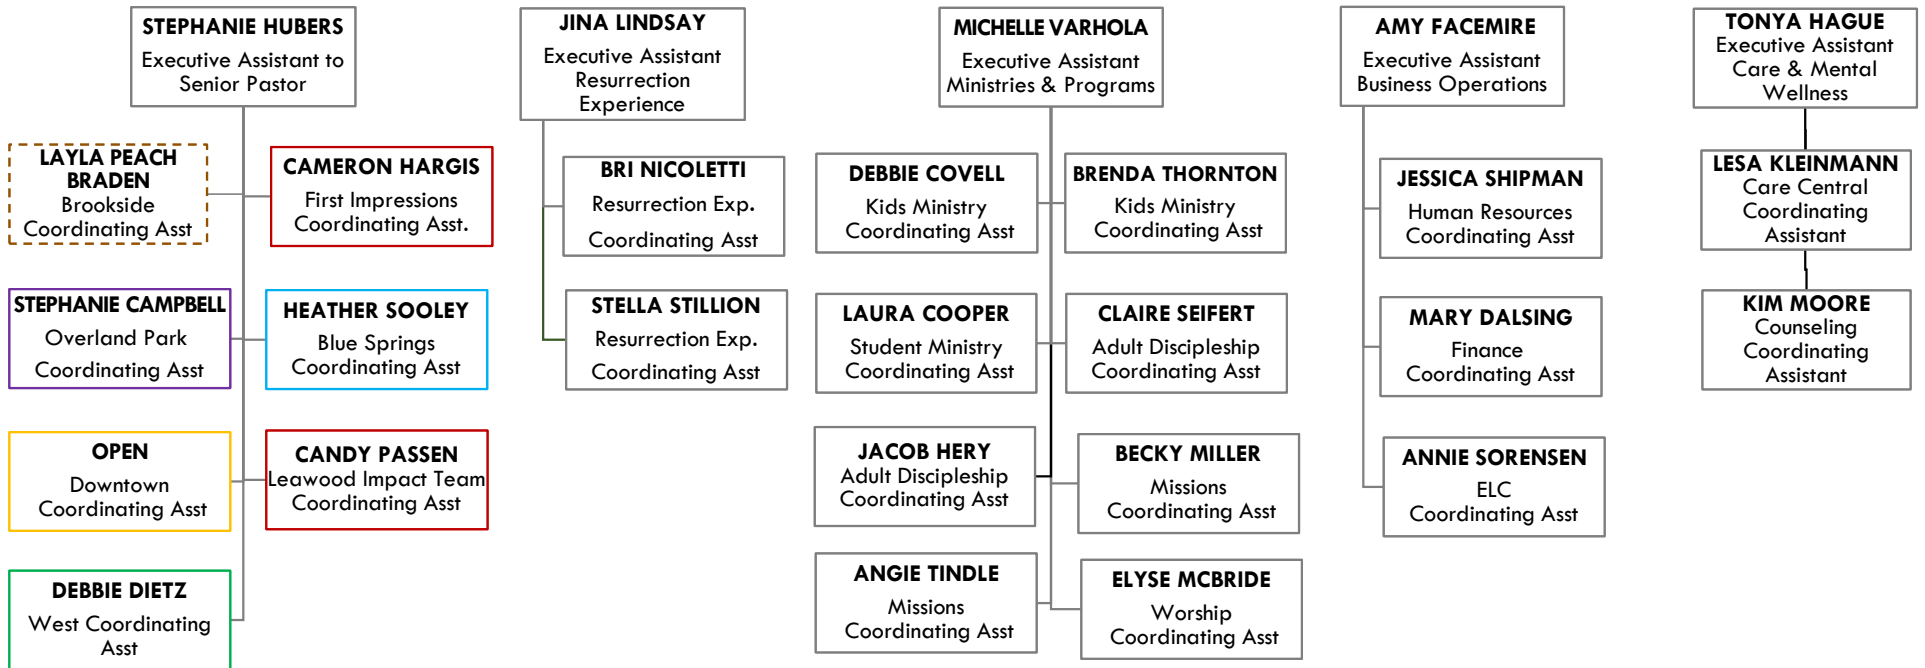 STEPHANIE HUBERS
Executive Assistant to
Senior Pastor
LAYLA PEACH
BRADEN
Brookside
Coordinating Asst
CAMERON HARGIS
First Impressions
Coordinating Asst.
STEPHANIE CAMPBELL
Overland Park
Coordinating Asst
HEATHER SOOLEY
Blue Springs
Coordinating Asst
OPEN
Downtown
Coordinating Asst
CANDY PASSEN
Leawood Impact Team
Coordinating Asst
DEBBIE DIETZ
West Coordinating
Asst
JINA LINDSAY
Executive Assistant
Resurrection
Experience
BRI NICOLETTI
Resurrection Exp.
Coordinating Asst
STELLA STILLION
Resurrection Exp.
Coordinating Asst
MICHELLE VARHOLA
Executive Assistant
Ministries & Programs
DEBBIE COVELL
Kids Ministry
Coordinating Asst
BRENDA THORNTON
Kids Ministry
Coordinating Asst
LAURA COOPER
Student Ministry
Coordinating Asst
CLAIRE SEIFERT
Adult Discipleship
Coordinating Asst
JACOB HERY
Adult Discipleship
Coordinating Asst
BECKY MILLER
Missions
Coordinating Asst
ANGIE TINDLE
Missions
Coordinating Asst
ELYSE MCBRIDE
Worship
Coordinating Asst
AMY FACEMIRE
Executive Assistant
Business Operations
JESSICA SHIPMAN
Human Resources
Coordinating Asst
MARY DALSING
Finance
Coordinating Asst
ANNIE SORENSEN
ELC
Coordinating Asst
TONYA HAGUE
Executive Assistant
Care & Mental
Wellness
LESA KLEINMANN
Care Central
Coordinating
Assistant
KIM MOORE
Counseling
Coordinating
Assistant